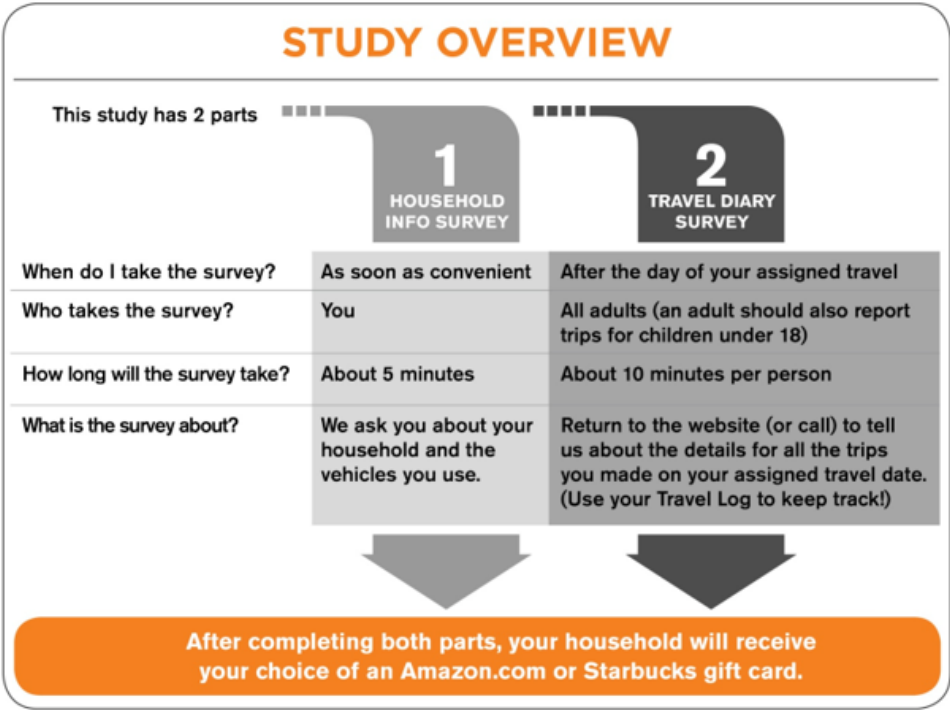 STUDY OVERVIEW
This study has 2 parts
1
HOUSEHOLD
INFO SURVEY
2
TRAVEL DIARY
SURVEY
When do I take the survey?
As soon as convenient
After the day of your assigned travel
Who takes the survey?
You
All adults (an adult should also report
trips for children under 18)
How long will the survey take?
About 5 minutes
About 10 minutes per person
What is the survey about?
We ask you about your
household and the
vehicles you use.
Return to the website (or call) to tell
us about the details for all the trips
you made on your assigned travel date.
(Use your Travel Log to keep track!)
After completing both parts, your household will receive
your choice of an Amazon.com or Starbucks gift card.